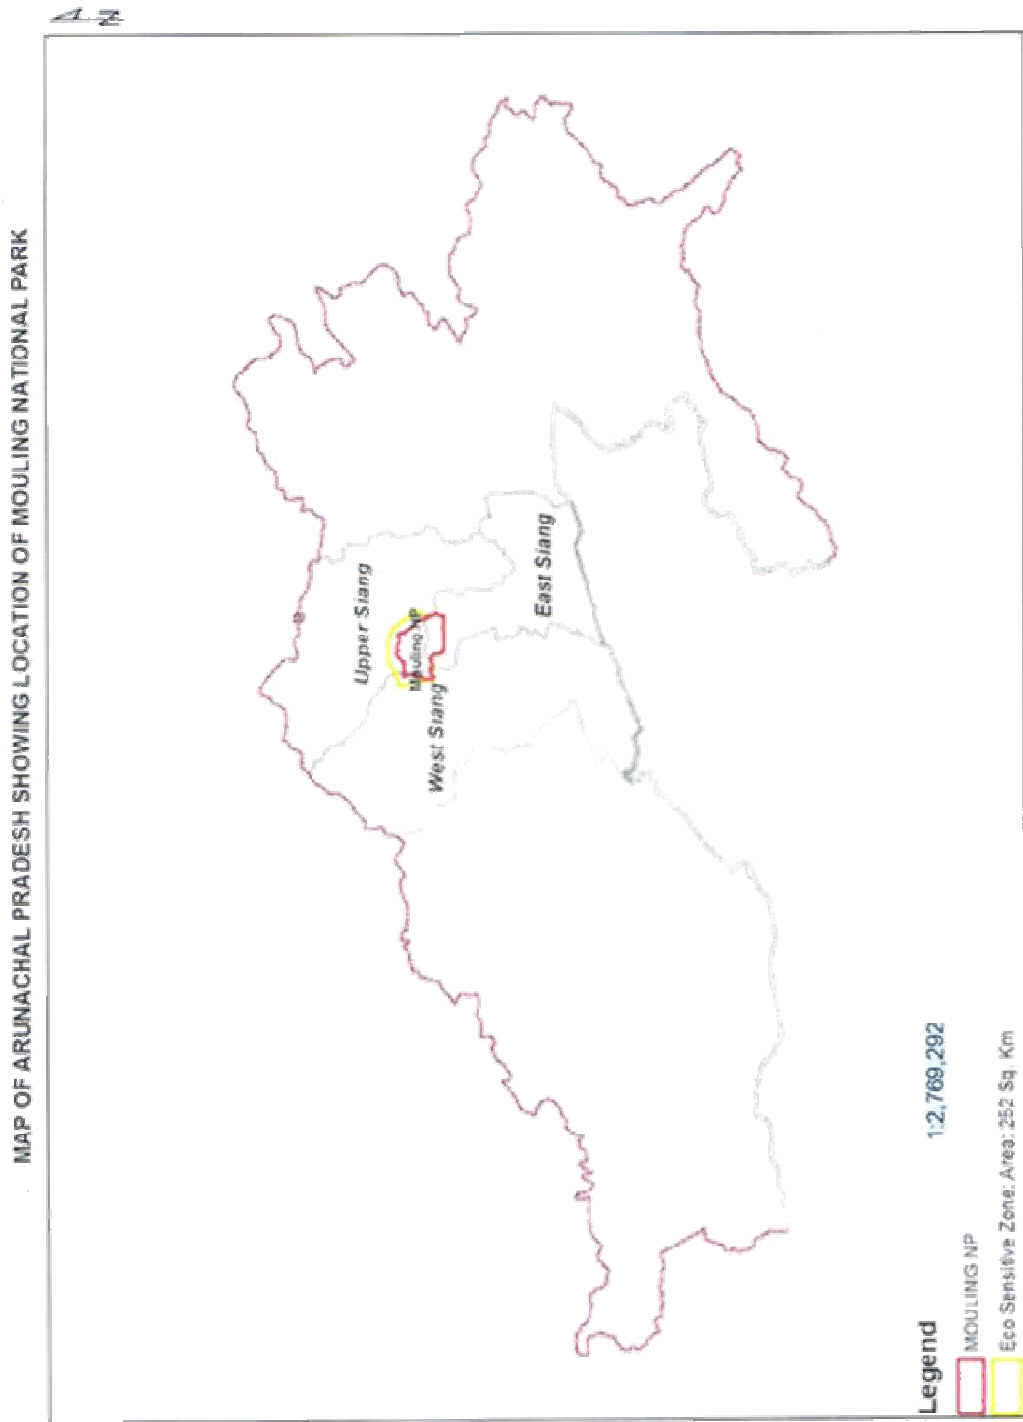 MAP OF ARUNACHAL PRADESH SHOWING LOCATION OF MOULING NATIONAL PARK
Upper Siang
Mouling NP
West Siang
East Siang
1:2,769,292
Legend
MOULING NP
Eco Sensitive Zone: Area: 252 Sq. Km